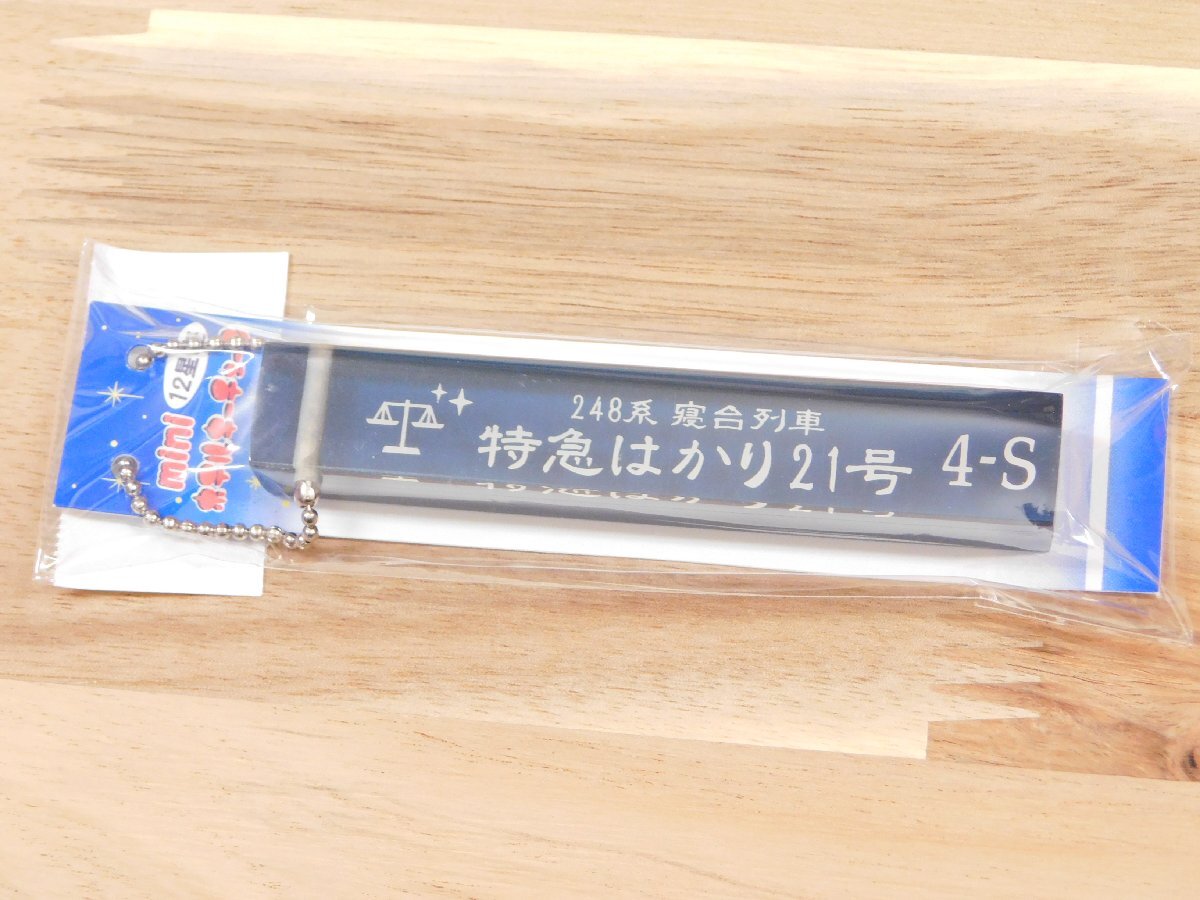 mini
12星
248系 寝台列車
特急はかり21号
4-S